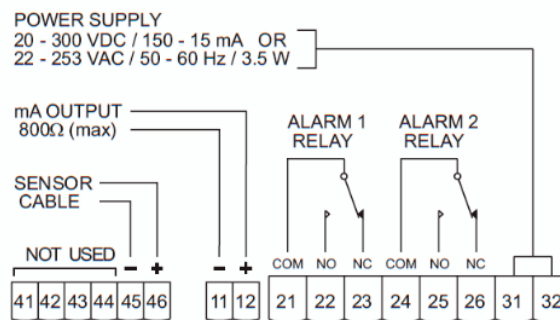 POWER SUPPLY
20 - 300 VDC / 150 - 15 mA OR
22 - 253 VAC / 50 - 60 Hz / 3.5 W
mA OUTPUT
800Ω (max)
ALARM 1
RELAY
ALARM 2
RELAY
SENSOR
CABLE
NOT USED
- +
- +
COM NO NC COM NO NC
41 42 43 44 45 46 11 12 21 22 23 24 25 26 31 32